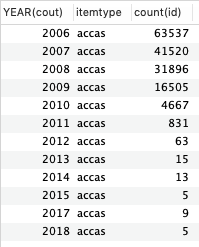 YEAR(cout) itemtype count(id)
2006 accas 63537
2007 accas 41520
2008 accas 31896
2009 accas 16505
2010 accas 4667
2011 accas 831
2012 accas 63
2013 accas 15
2014 accas 13
2015 accas 5
2017 accas 9
2018 accas 5